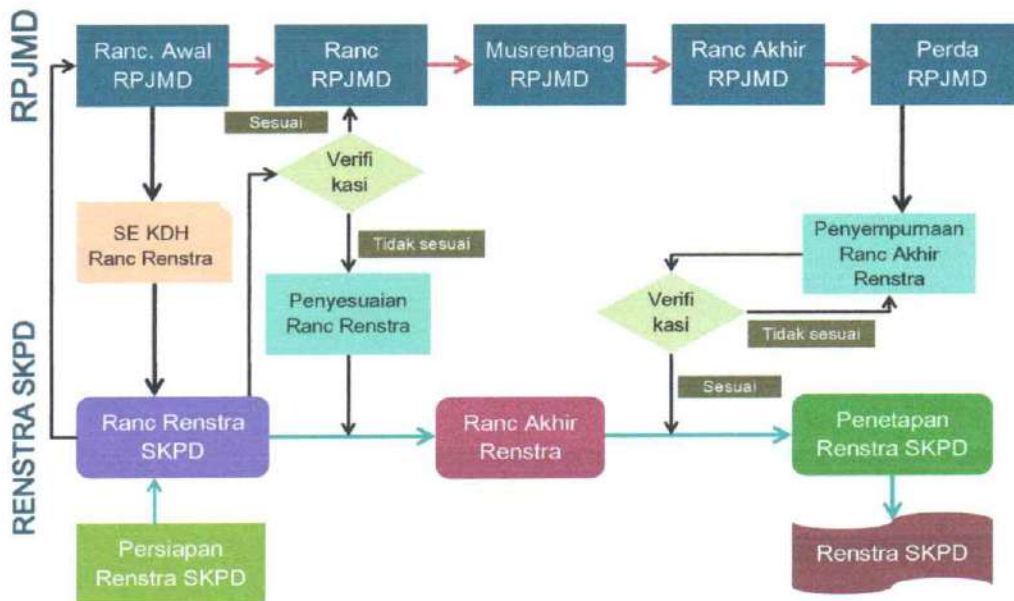 RPJMD
Ranc. Awal
RPJMD
Ranc
RPJMD
Musrenbang
RPJMD
Ranc Akhir
RPJMD
Perda
RPJMD
Sesuai
Verifi
kasi
SE KDH
Ranc Renstra
Tidak sesuai
Penyesuaian
Ranc Renstra
Penyempurnaan
Ranc Akhir
Renstra
Verifi
kasi
Tidak sesuai
Sesuai
RENSTRA SKPD
Ranc Renstra
SKPD
Ranc Akhir
Renstra
Penetapan
Renstra SKPD
Persiapan
Renstra SKPD
Renstra SKPD